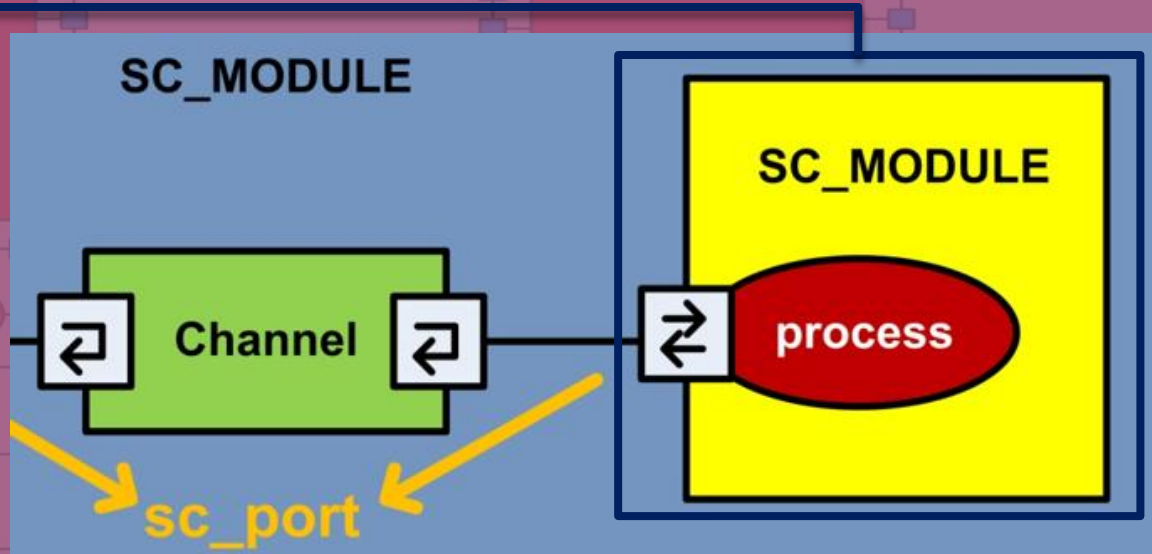 SC_MODULE
SC_MODULE
Channel
process
sc_port